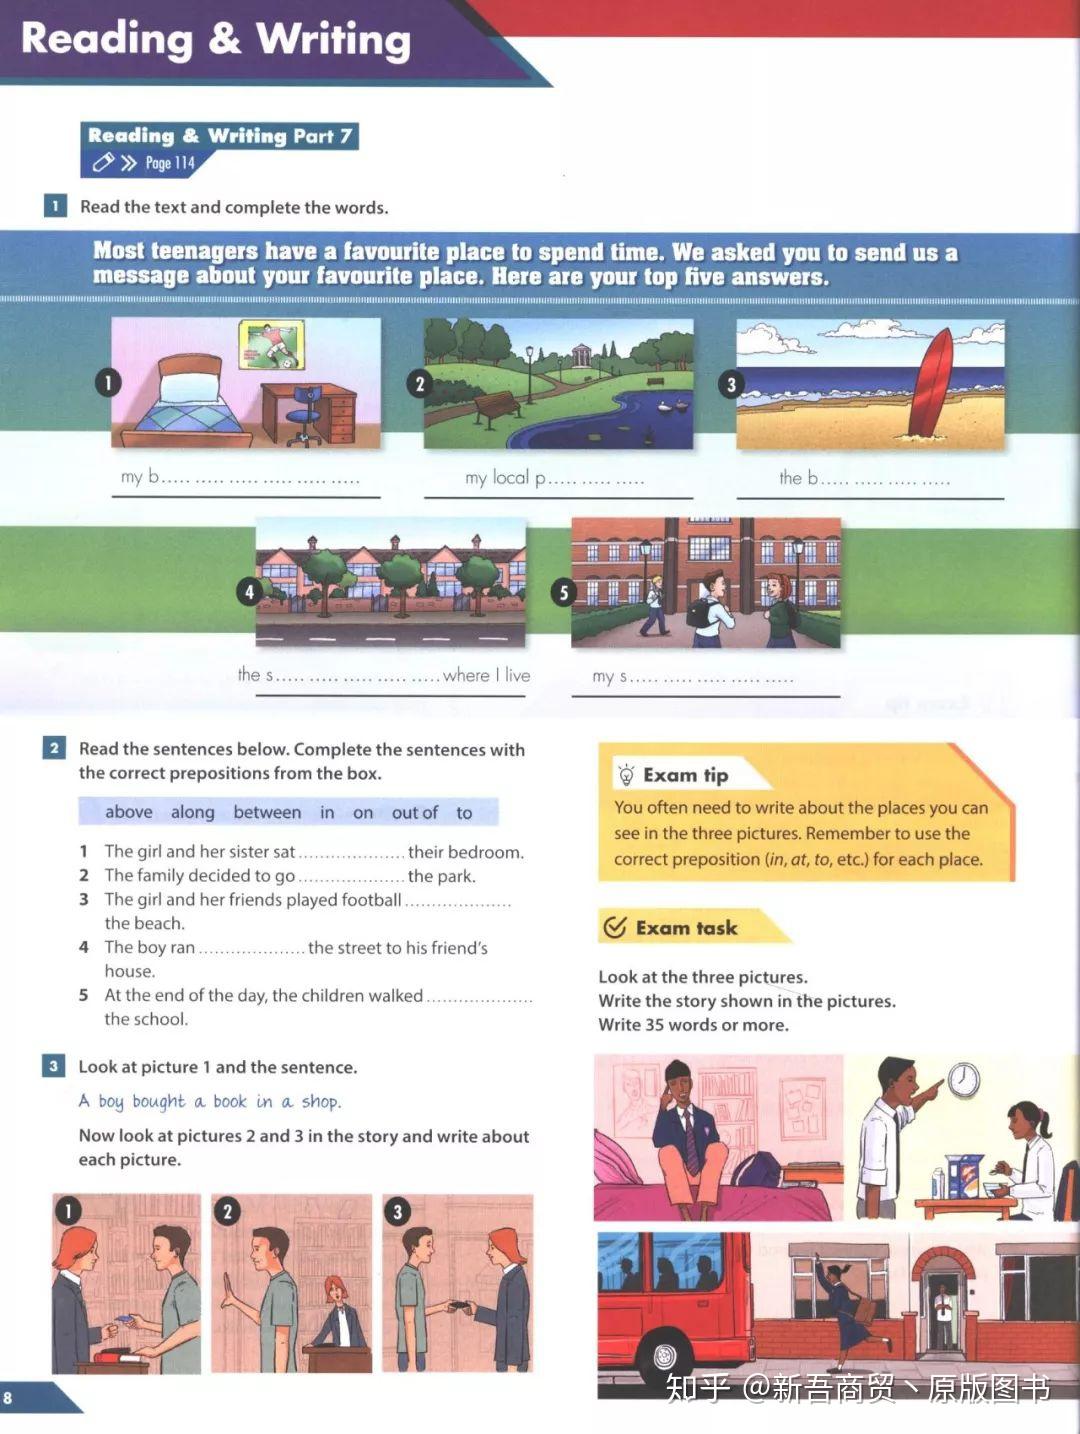 Reading & Writing
Reading & Writing Part 7
Page 114
1 Read the text and complete the words.
Most teenagers have a favourite place to spend time. We asked you to send us a
message about your favourite place. Here are your top five answers.
1
2
3
my b..... ......... ......... ......... ......... .....
my local p..... ......... .....
the b..... ......... ......... .....
4
5
the s..... ......... ......... ......... .....where I live
my s..... ......... ......... ......... .....
2 Read the sentences below. Complete the sentences with
the correct prepositions from the box.
above along between in on out of to
1 The girl and her sister sat ................... their bedroom.
2 The family decided to go ................... the park.
3 The girl and her friends played football ...................
the beach.
4 The boy ran ................... the street to his friend's
house.
5 At the end of the day, the children walked ...................
the school.
3 Look at picture 1 and the sentence.
A boy bought a book in a shop.
Now look at pictures 2 and 3 in the story and write about
each picture.
1
2
3
8
Exam tip
You often need to write about the places you can
see in the three pictures. Remember to use the
correct preposition (in, at, to, etc.) for each place.
Exam task
Look at the three pictures.
Write the story shown in the pictures.
Write 35 words or more.
知乎 @新吾商贸丶原版图书